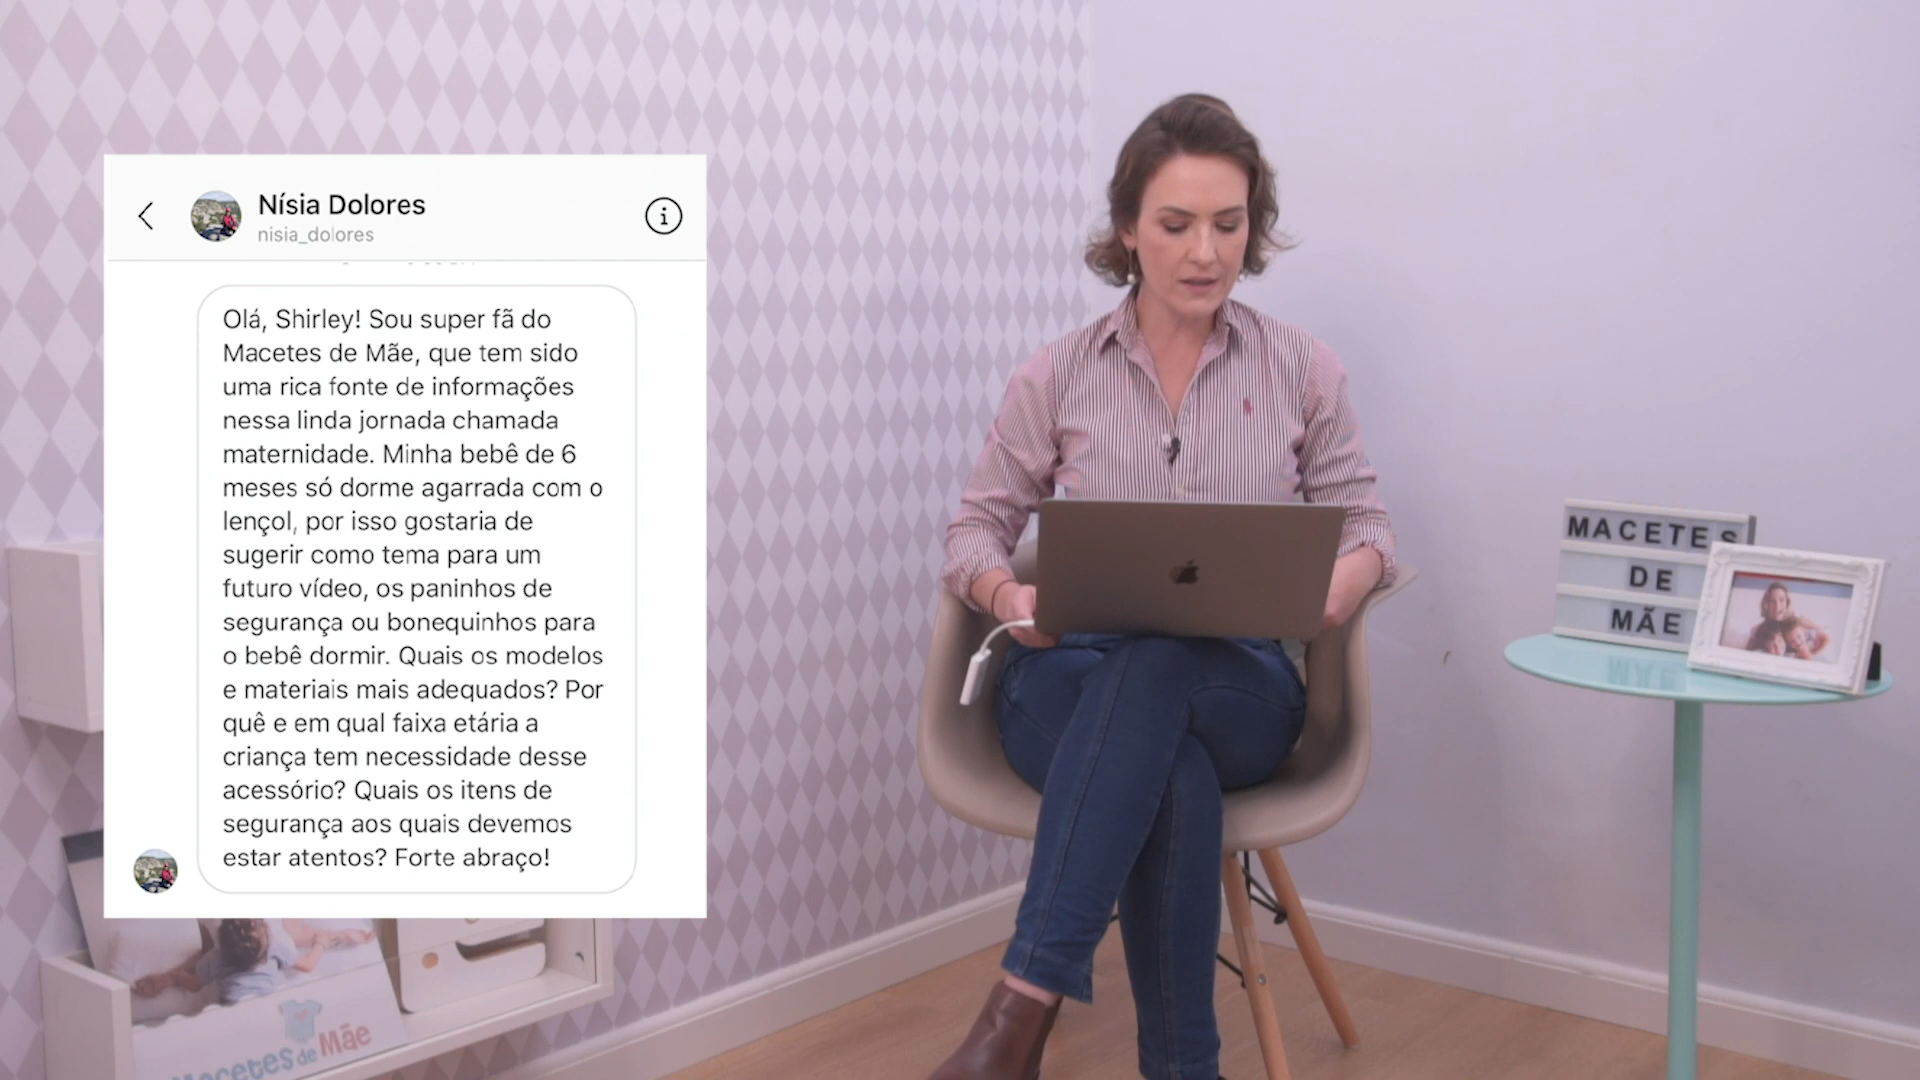 Nísia Dolores
nisia_dolores
Olá, Shirley! Sou super fã do
Macetes de Mãe, que tem sido
uma rica fonte de informações
nessa linda jornada chamada
maternidade. Minha bebê de 6
meses só dorme agarrada com o
lençol, por isso gostaria de
sugerir como tema para um
futuro vídeo, os paninhos de
segurança ou bonequinhos para
o bebê dormir. Quais os modelos
e materiais mais adequados? Por
quê e em qual faixa etária a
criança tem necessidade desse
acessório? Quais os itens de
segurança aos quais devemos
estar atentos? Forte abraço!
MACETES
DE
MÃE
Macetes de Mãe